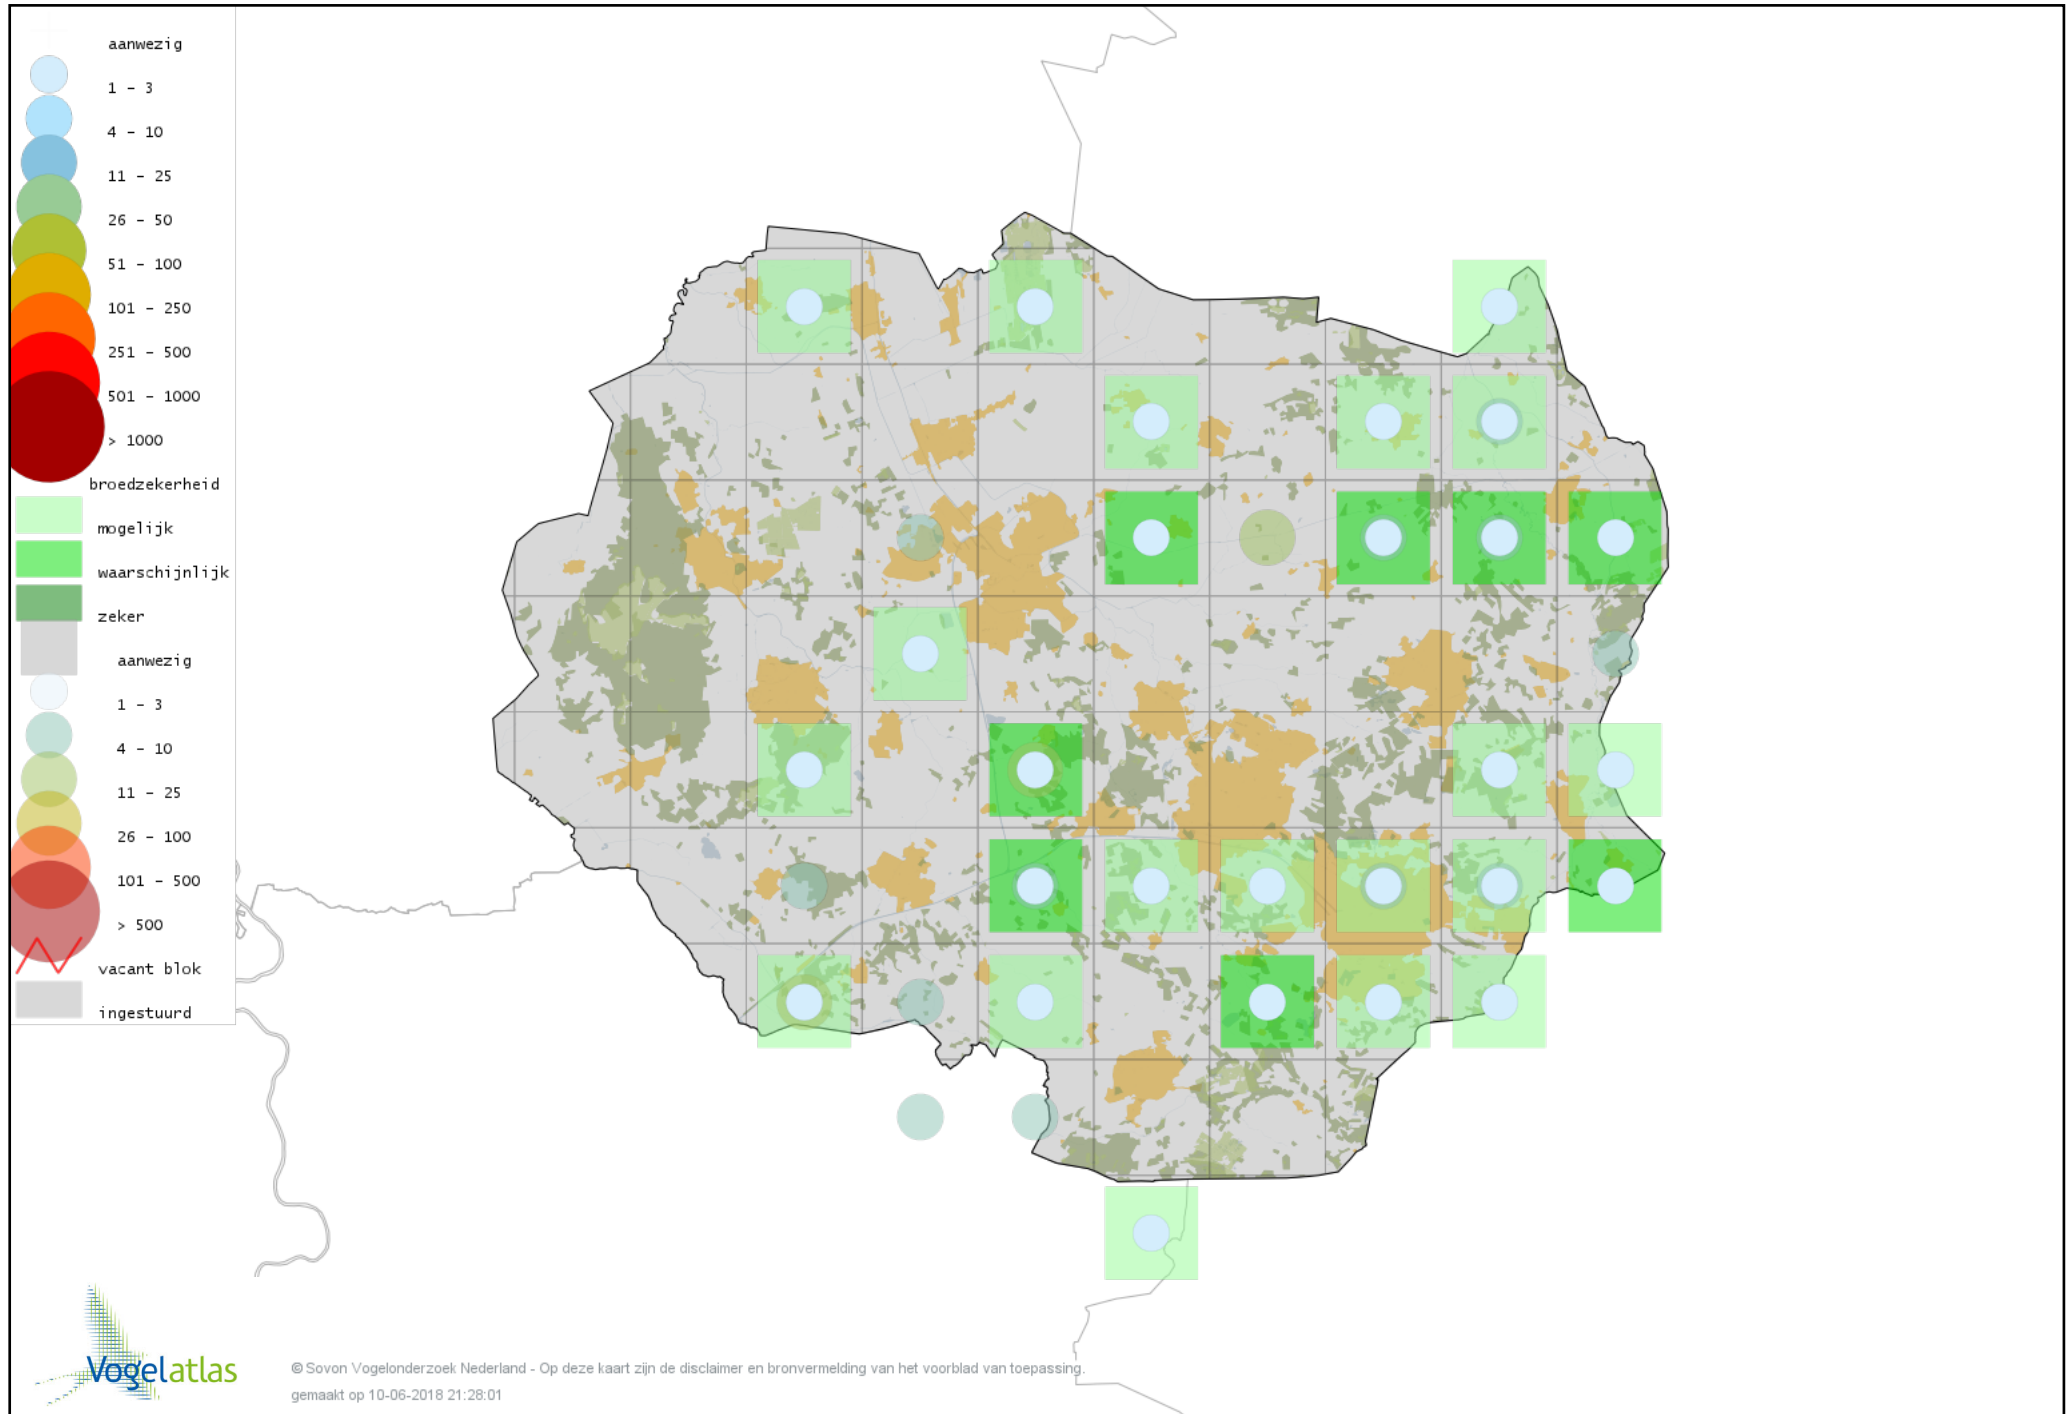 aanwezig
1 - 3
4 - 10
11 - 25
26 - 50
51 - 100
101 - 250
251 - 500
501 - 1000
> 1000
broedzekerheid
mogelijk
waarschijnlijk
zeker
aanwezig
1 - 3
4 - 10
11 - 25
26 - 100
101 - 500
> 500
vacant blok
ingestuurd
Vogelatlas
© Sovon Vogelonderzoek Nederland - Op deze kaart zijn de disclaimer en bronvermelding van het voorblad van toepassing.
gemaakt op 10-06-2018 21:28:01